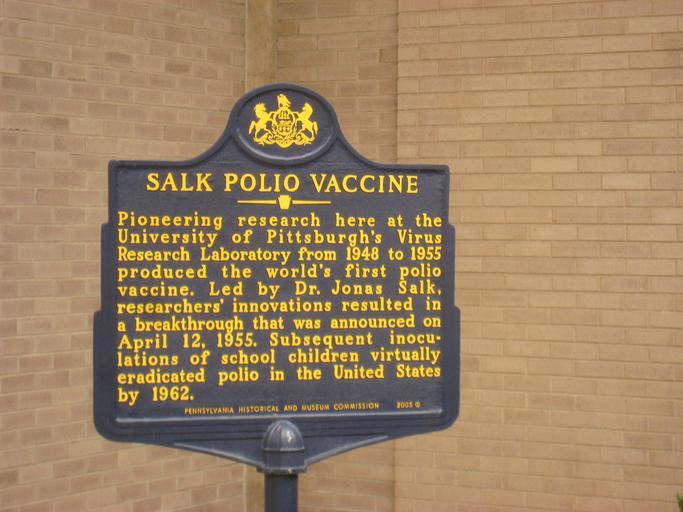 SALK POLIO VACCINE
Pioneering research here at the
University of Pittsburgh's Virus
Research Laboratory from 1948 to 1955
produced the world's first polio
vaccine. Led by Dr. Jonas Salk,
researchers' innovations resulted in
a breakthrough that was announced on
April 12, 1955. Subsequent inocu-
lations of school children virtually
eradicated polio in the United States
by 1962.
PENNSYLVANIA HISTORICAL AND MUSEUM COMMISSION 2005 ©